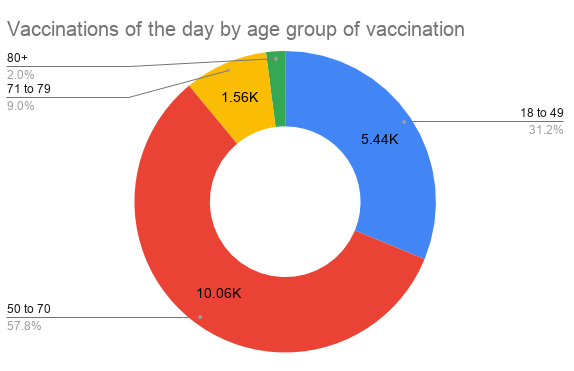 Vaccinations of the day by age group of vaccination
80+
2.0%
71 to 79
9.0%
1.56K
18 to 49
31.2%
5.44K
10.06K
50 to 70
57.8%